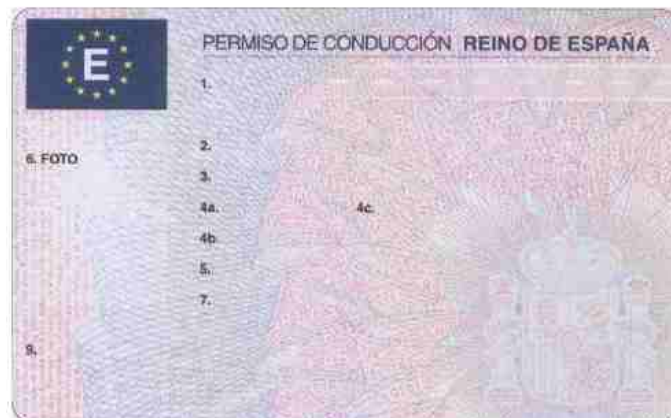 E
PERMISO DE CONDUCCIÓN REINO DE ESPAÑA
1.
2.
6. FOTO
3.
4a. 4c.
4b.
5.
7.
9.